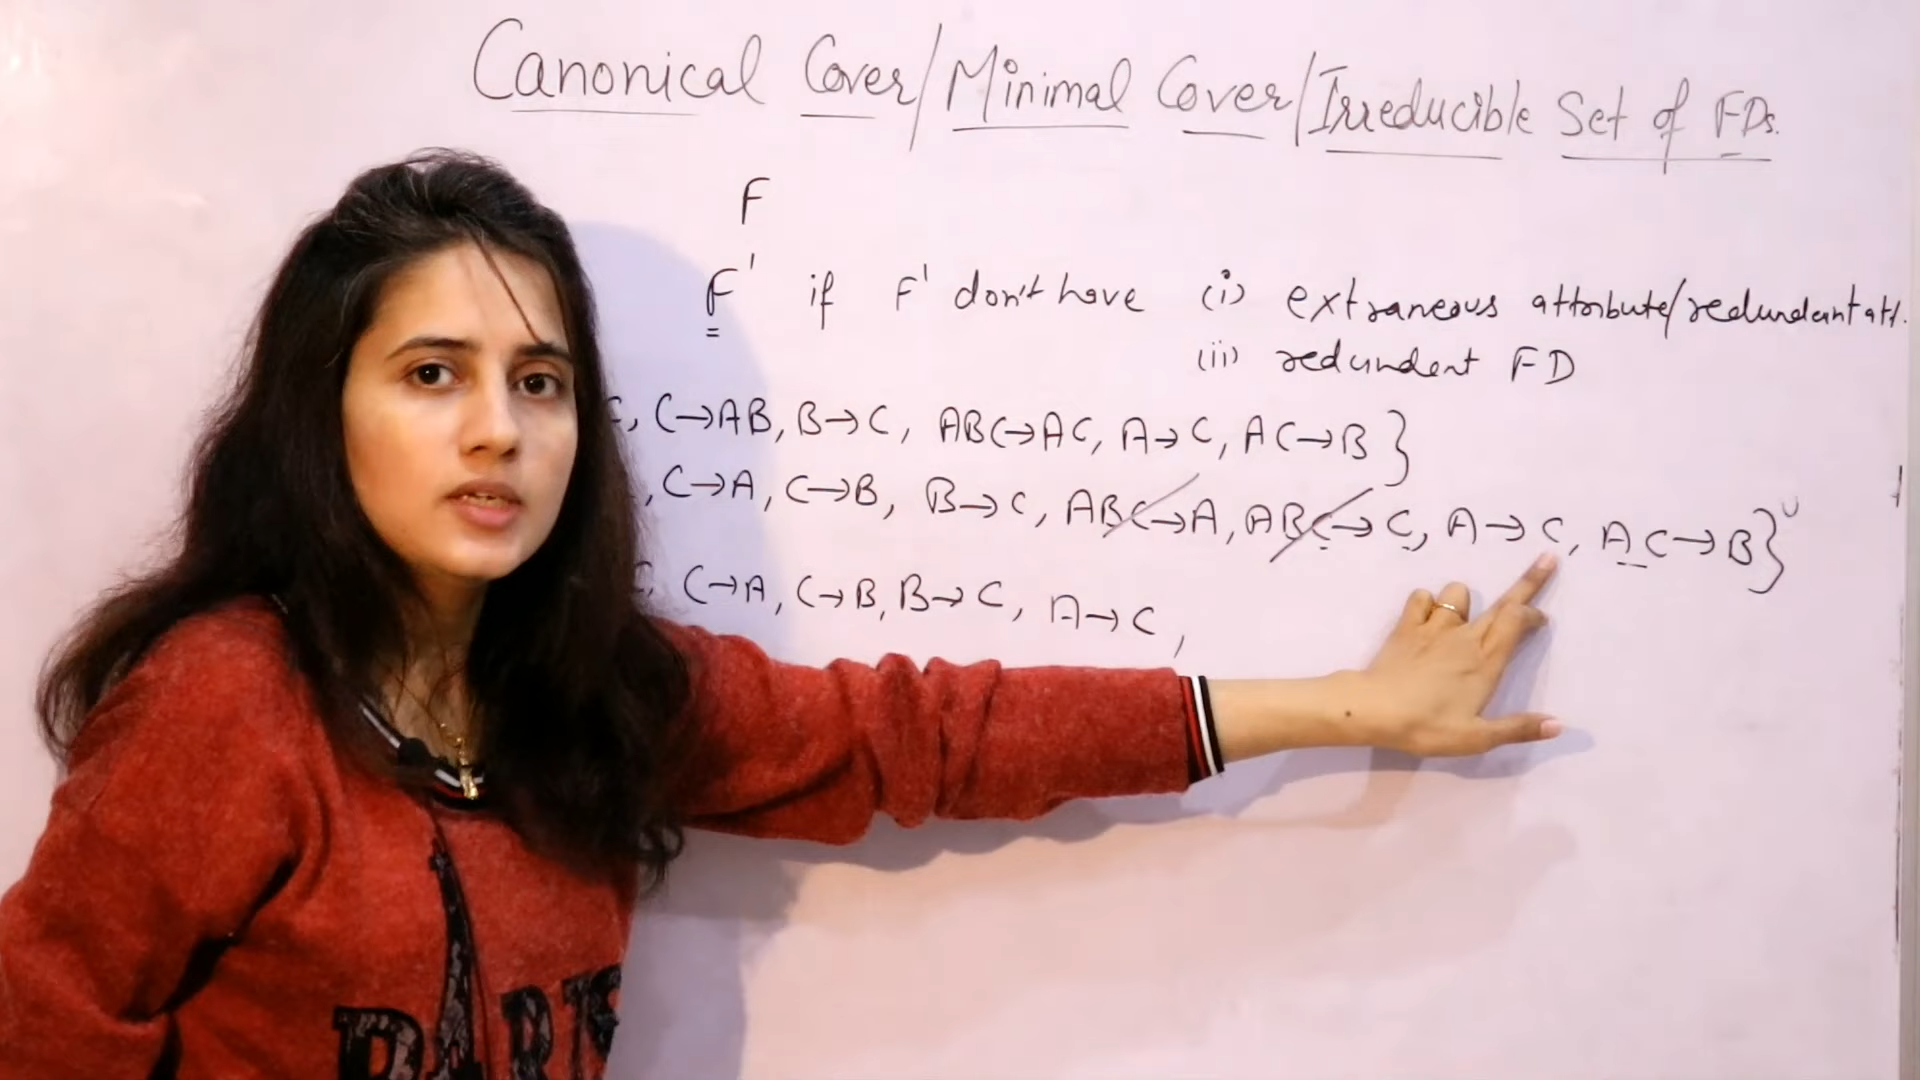 Canonical Cover/Minimal Cover/Irreducible Set of FDs.
F
F' if F' don't have (i) extraneous attribute/redundant att.
(ii) redundent FD
C, C→AB, B→C, ABC→AC, A→C, AC→B}
, C→A, C→B, B→C, ABC→A, ABC→C, A→C, AC→B}
C, C→A, C→B, B→C, A→C,
PARIS